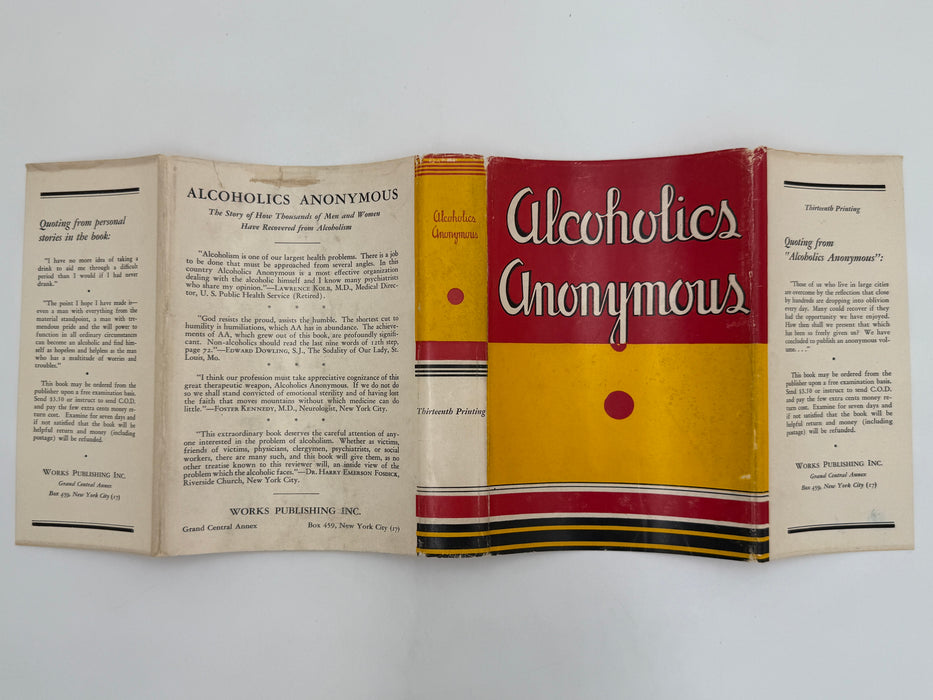 Quoting from personal
stories in the book:
"I have no more idea of taking a
drink to aid me through a difficult
period than I would if I had never
drank."
"The point I hope I have made is—
even a man with everything from the
material standpoint, a man with tre-
mendous pride and the will power to
function in all ordinary circumstances
can become an alcoholic and find him-
self as hopeless and helpless as the man
who has a multitude of worries and
troubles."
This book may be ordered from the
publisher upon a free examination basis.
Send $3.50 or instruct to send C.O.D.
and pay the few extra cents money re-
turn cost. Examine for seven days and
if not satisfied that the book will be
helpful return and money (including
postage) will be refunded.
WORKS PUBLISHING INC.
Grand Central Annex
Box 459, New York City (17)
ALCOHOLICS ANONYMOUS
The Story of How Thousands of Men and Women
Have Recovered from Alcoholism
"Alcoholism is one of our largest health problems. There is a job
to be done that must be approached from several angles. In this
country Alcoholics Anonymous is a most effective organization
dealing with the alcoholic himself and I know many psychiatrists
who share my opinion."—LAWRENCE KOLB, M.D., Medical Direc-
tor, U. S. Public Health Service (Retired).
"God resists the proud, assists the humble. The shortest cut to
humility is humiliations, which AA has in abundance. The achieve-
ments of AA, which grew out of this book, are profoundly signifi-
cant. Non-alcoholics should read the last nine words of 12th step,
page 72."—EDWARD DOWLING, S.J., The Sodality of Our Lady, St.
Louis, Mo.
"I think our profession must take appreciative cognizance of this
great therapeutic weapon, Alcoholics Anonymous. If we do not do
so we shall stand convicted of emotional sterility and of having lost
the faith that moves mountains without which medicine can do
little."—FOSTER KENNEDY, M.D., Neurologist, New York City.
"This extraordinary book deserves the careful attention of any-
one interested in the problem of alcoholism. Whether as victims,
friends of victims, physicians, clergymen, psychiatrists, or social
workers, there are many such, and this book will give them, as no
other treatise known to this reviewer will, an inside view of the
problem which the alcoholic faces."—DR. HARRY EMERSON FOSDICK,
Riverside Church, New York City.
WORKS PUBLISHING INC.
Grand Central Annex Box 459, New York City (17)
Alcoholics
Anonymous
Thirteenth Printing
Alcoholics
Anonymous
Thirteenth Printing
Quoting from
"Alcoholics Anonymous":
"Those of us who live in large cities
are overcome by the reflection that close
by hundreds are dropping into oblivion
every day. Many could recover if they
had the opportunity we have enjoyed.
How then shall we present that which
has been so freely given us? We have
concluded to publish an anonymous vol-
ume. . . ."
This book may be ordered from the
publisher upon a free examination basis.
Send $3.50 or instruct to send C.O.D.
and pay the few extra cents money re-
turn cost. Examine for seven days and
if not satisfied that the book will be
helpful return and money (including
postage) will be refunded.
WORKS PUBLISHING INC.
Grand Central Annex
Box 459, New York City (17)